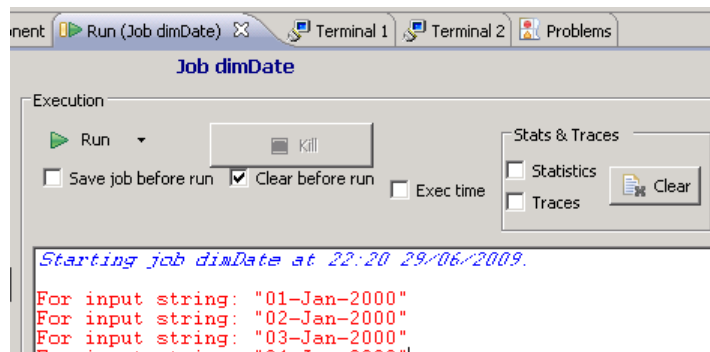 nent Run (Job dimDate) Terminal 1 Terminal 2 Problems
Job dimDate
Execution
Run Kill
Stats & Traces
Save job before run Clear before run Exec time
Statistics
Traces
Clear
Starting job dimDate at 22:20 29/06/2009.
For input string: "01-Jan-2000"
For input string: "02-Jan-2000"
For input string: "03-Jan-2000"